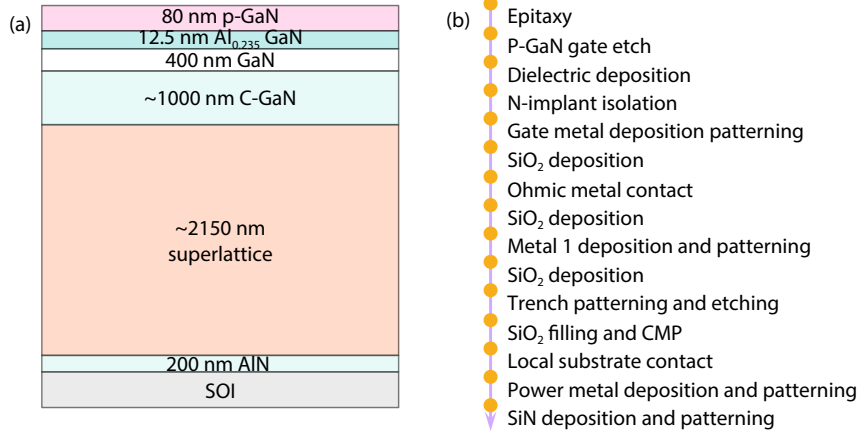 (a)
80 nm p-GaN
12.5 nm Al0.235 GaN
400 nm GaN
~1000 nm C-GaN
~2150 nm
superlattice
200 nm AlN
SOI
(b)
Epitaxy
P-GaN gate etch
Dielectric deposition
N-implant isolation
Gate metal deposition patterning
SiO2 deposition
Ohmic metal contact
SiO2 deposition
Metal 1 deposition and patterning
SiO2 deposition
Trench patterning and etching
SiO2 filling and CMP
Local substrate contact
Power metal deposition and patterning
SiN deposition and patterning